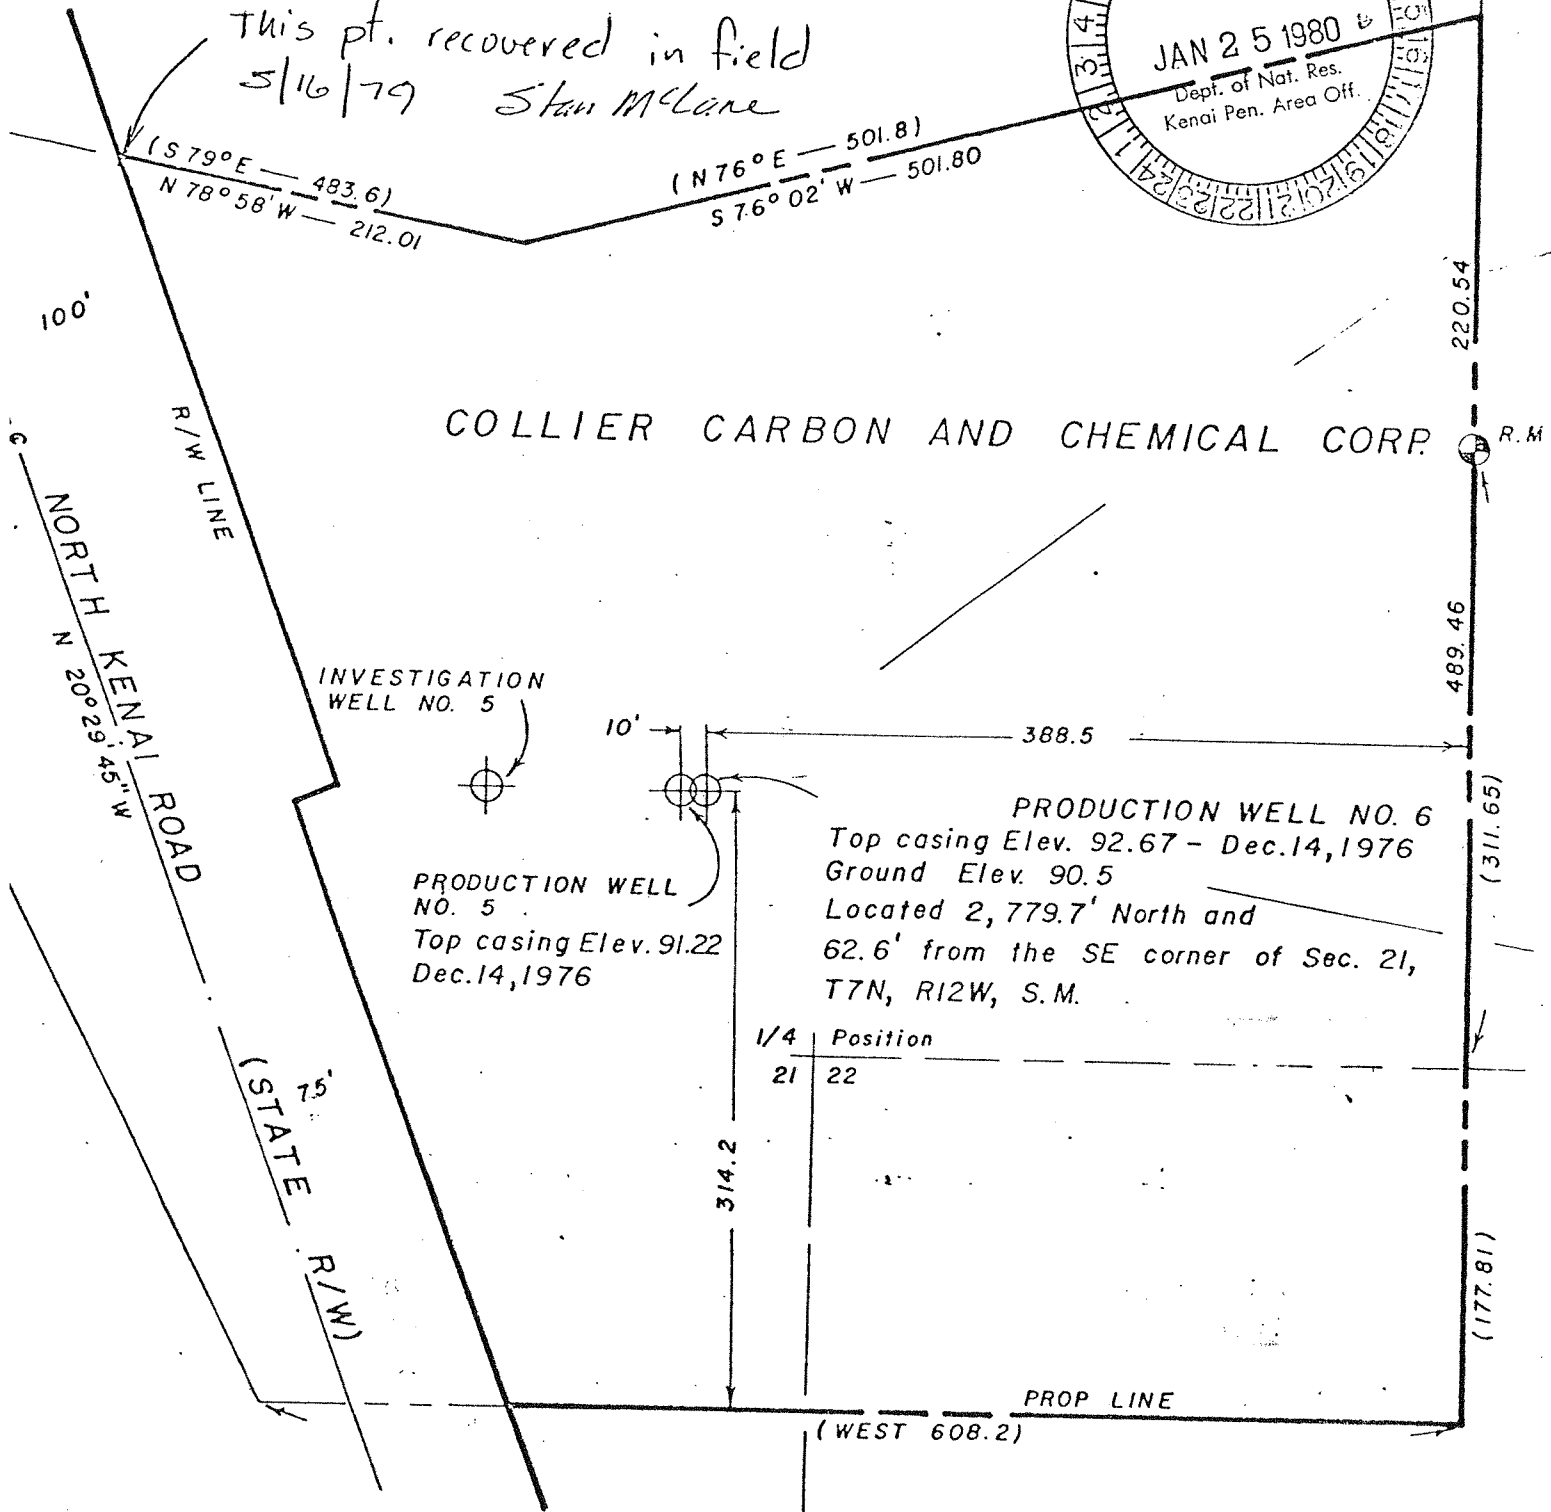 This pt. recovered in field
5/16/79 Stan McLane
JAN 25 1980
Dept. of Nat. Res.
Kenai Pen. Area Off.
(S 79° E — 483.6)
N 78° 58' W — 212.01
(N 76° E — 501.8)
S 76° 02' W — 501.80
100'
220.54
R/W LINE
COLLIER CARBON AND CHEMICAL CORP.
R.M
NORTH KENAI ROAD
N 20° 29' 45" W
489.46
INVESTIGATION
WELL NO. 5
10'
388.5
(311.65)
PRODUCTION WELL NO. 6
Top casing Elev. 92.67 - Dec.14,1976
Ground Elev. 90.5
Located 2,779.7' North and
62.6' from the SE corner of Sec. 21,
T7N, R12W, S.M.
PRODUCTION WELL
NO. 5
Top casing Elev. 91.22
Dec.14,1976
1/4 Position
21 22
75'
(STATE R/W)
314.2
(177.81)
PROP LINE
(WEST 608.2)